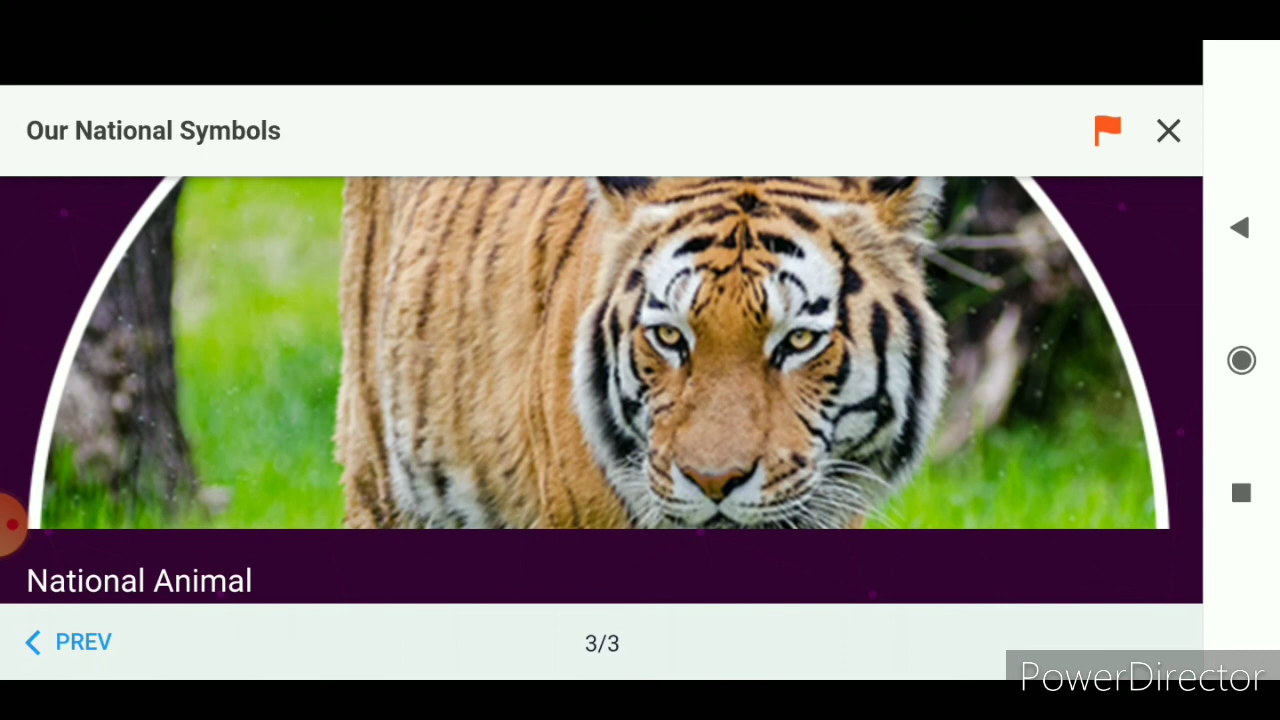 Our National Symbols
National Animal
PREV
3/3
PowerDirector